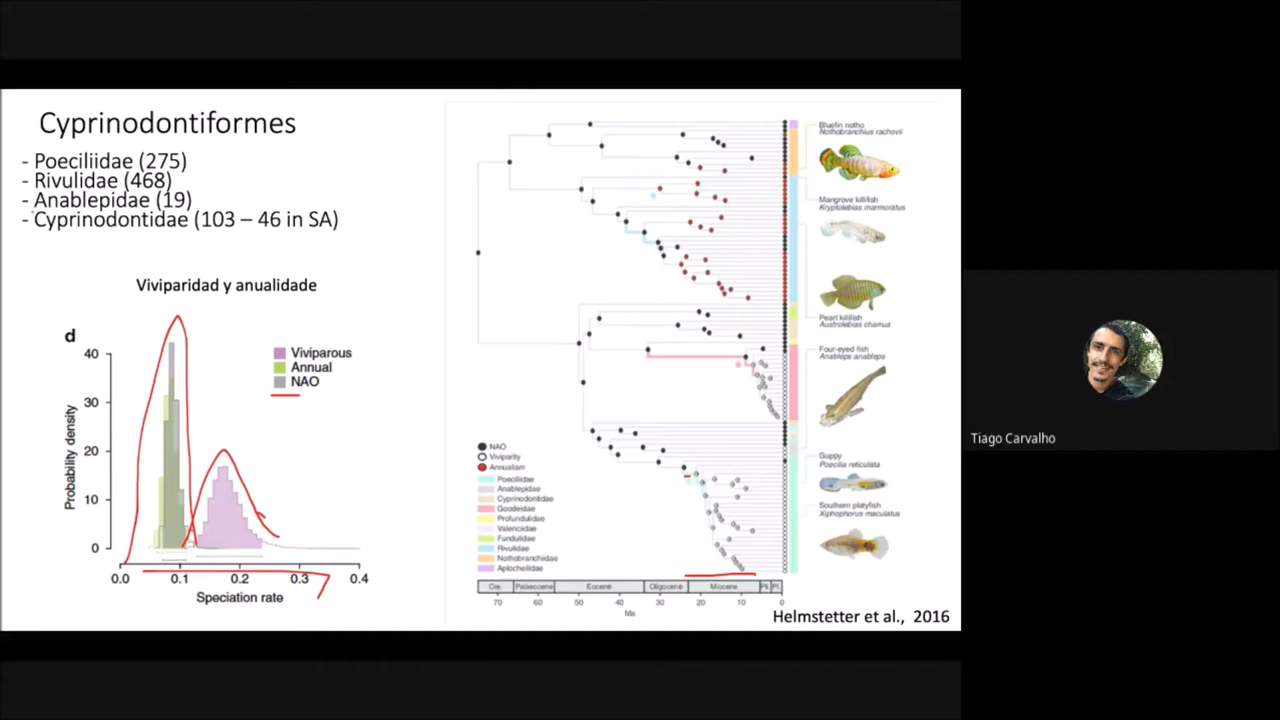 Cyprinodontiformes
- Poeciliidae (275)
- Rivulidae (468)
- Anablepidae (19)
- Cyprinodontidae (103 – 46 in SA)
Viviparidad y anualidade
d
Viviparous
Annual
NAO
40
30
20
10
0
Probability density
0.0 0.1 0.2 0.3 0.4
Speciation rate
NAO
Viviparity
Annualism
Poeciliidae
Anablepidae
Cyprinodontidae
Goodeidae
Profundulidae
Valenciidae
Fundulidae
Rivulidae
Nothobranchiidae
Aplocheilidae
Cre. Palaeocene Eocene Oligocene Miocene Pli. Pl.
70 60 50 40 30 20 10 0
Ma
Bluefin notho
Nothobranchius rachovii
Mangrove killifish
Kryptolebias marmoratus
Pearl killifish
Austrolebias charrua
Four-eyed fish
Anableps anableps
Guppy
Poecilia reticulata
Southern platyfish
Xiphophorus maculatus
Helmstetter et al., 2016
Tiago Carvalho